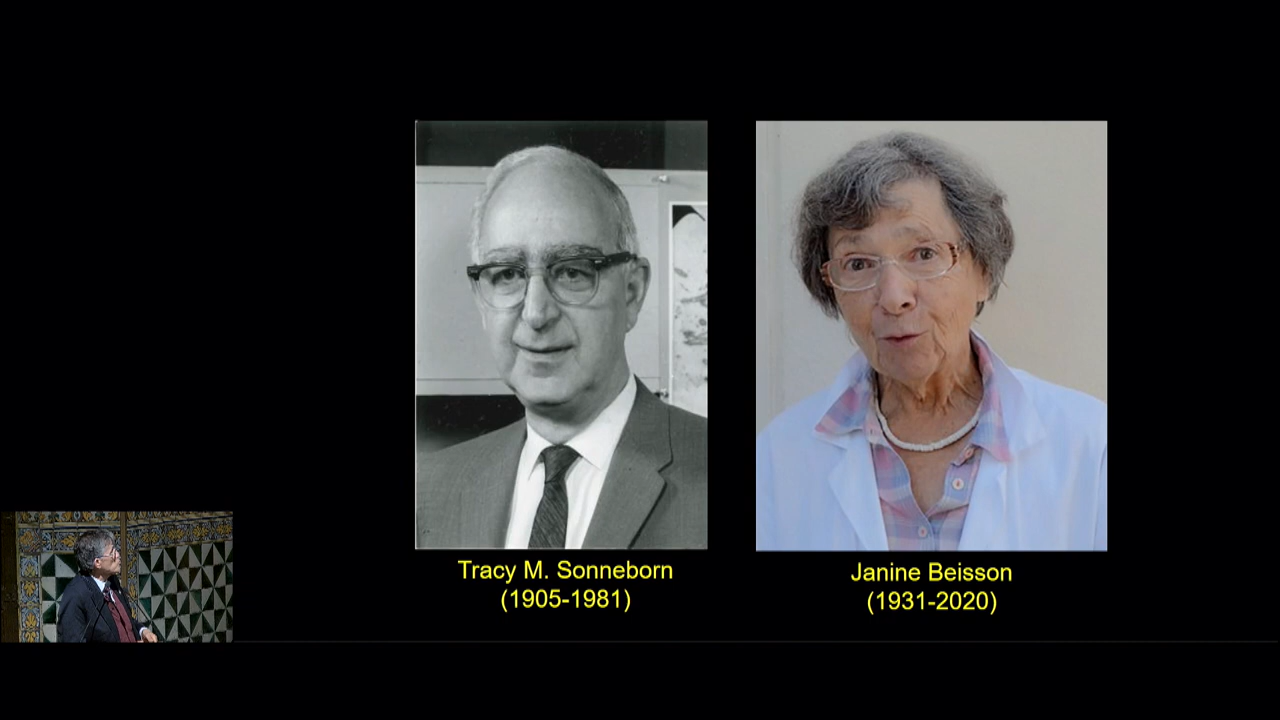 Tracy M. Sonneborn
(1905-1981)
Janine Beisson
(1931-2020)